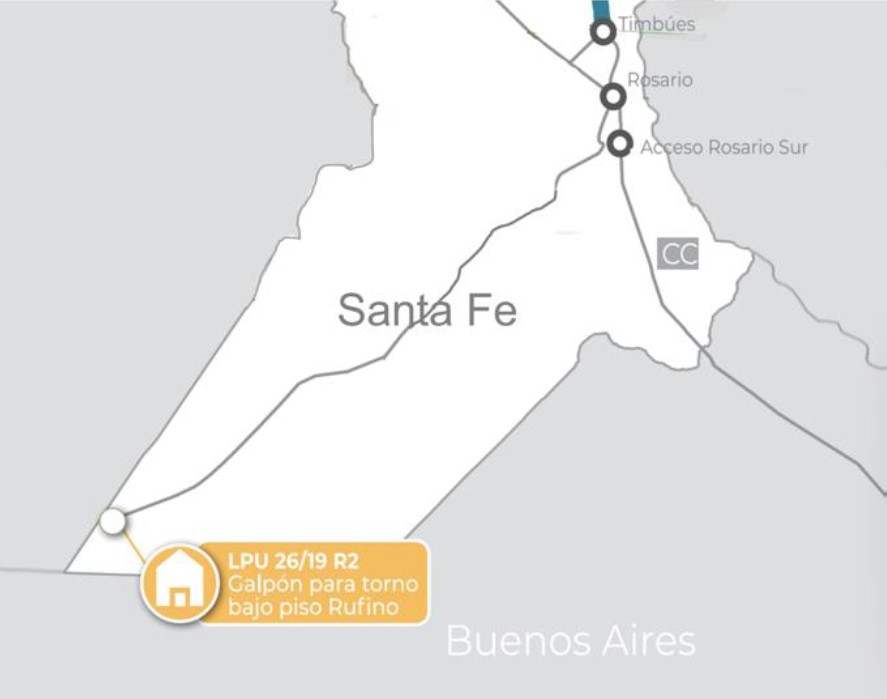 Timbúes
Rosario
Acceso Rosario Sur
CC
Santa Fe
LPU 26/19 R2
Galpón para torno
bajo piso Rufino
Buenos Aires